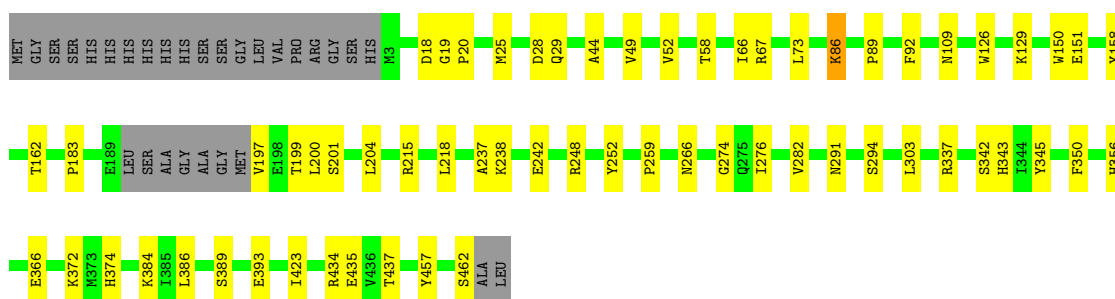 MET GLY SER SER HIS HIS HIS HIS HIS HIS SER SER GLY LEU VAL PRO ARG GLY SER HIS M3 D18 G19 P20 M25 D28 Q29 A44 V49 V52 T58 I66 R67 L73 K86 P89 F92 N109 W126 K129 W150 E151 Y158
T162 P183 E189 LEU SER ALA GLY ALA GLY MET V197 E198 T199 L200 S201 L204 R215 L218 A237 K238 E242 R248 Y252 P259 N266 G274 Q275 I276 V282 N291 S294 L303 R337 S342 H343 I344 Y345 F350 H356
E366 K372 M373 H374 K384 I385 L386 S389 E393 I423 R434 E435 V436 T437 Y457 S462 ALA LEU